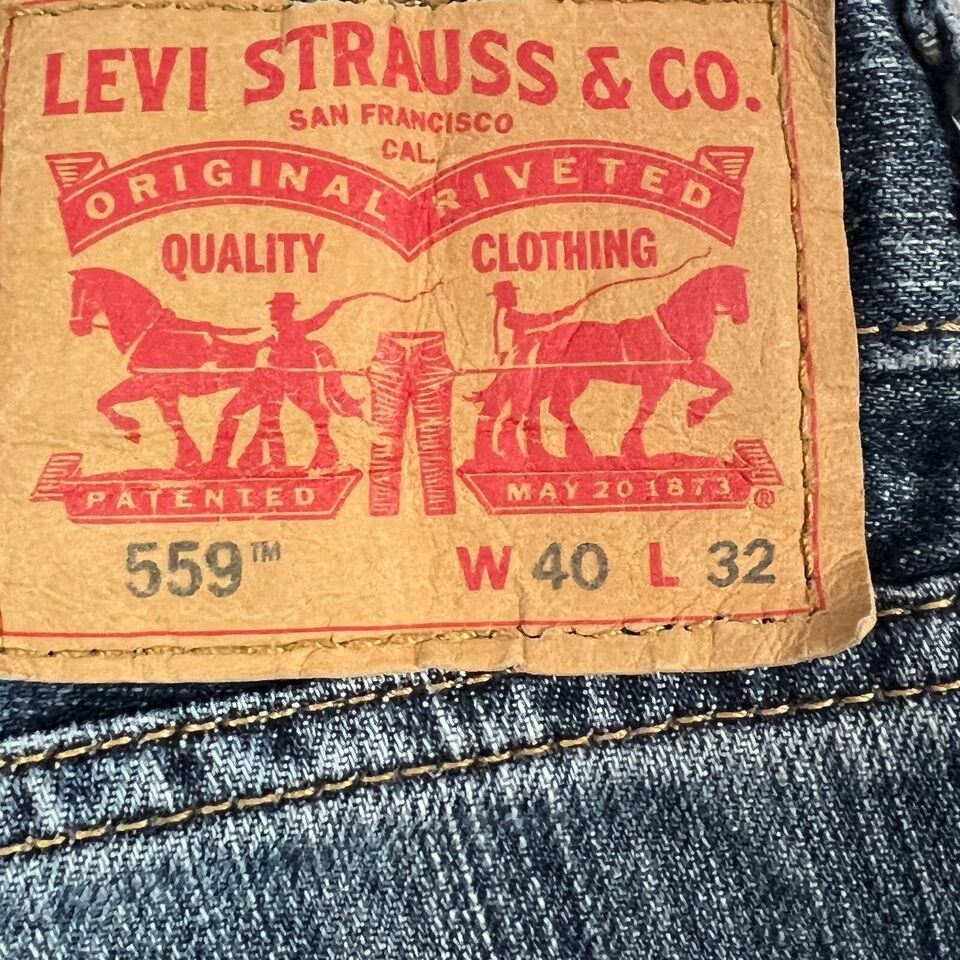 LEVI STRAUSS & CO.
SAN FRANCISCO
CAL.
ORIGINAL RIVETED
QUALITY CLOTHING
PATENTED MAY 20 1873 ®
559™ W 40 L 32